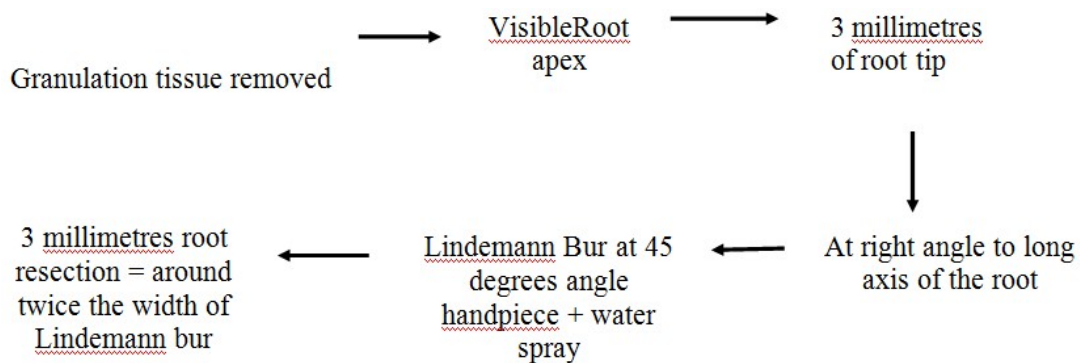 Granulation tissue removed
VisibleRoot
apex
3 millimetres
of root tip
At right angle to long
axis of the root
Lindemann Bur at 45
degrees angle
handpiece + water
spray
3 millimetres root
resection = around
twice the width of
Lindemann bur